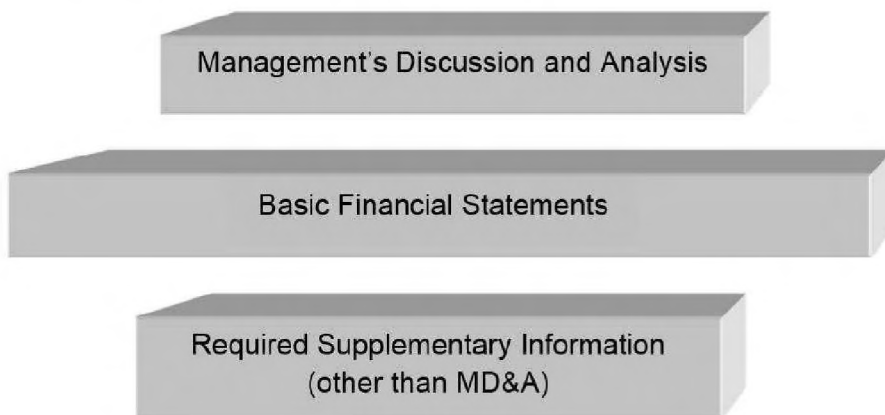 Management's Discussion and Analysis
Basic Financial Statements
Required Supplementary Information
(other than MD&A)